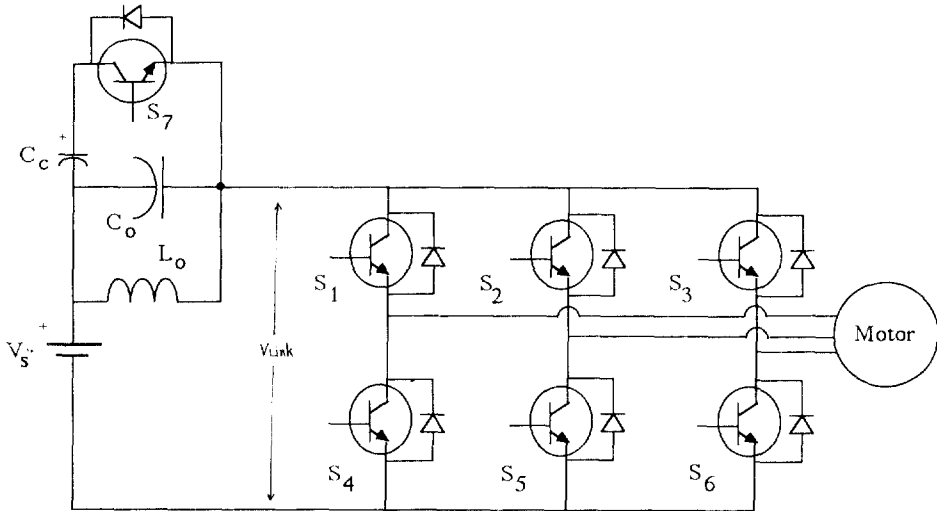 S7
+
Cc
Co
Lo
+
Vs
VLink
S1
S2
S3
Motor
S4
S5
S6